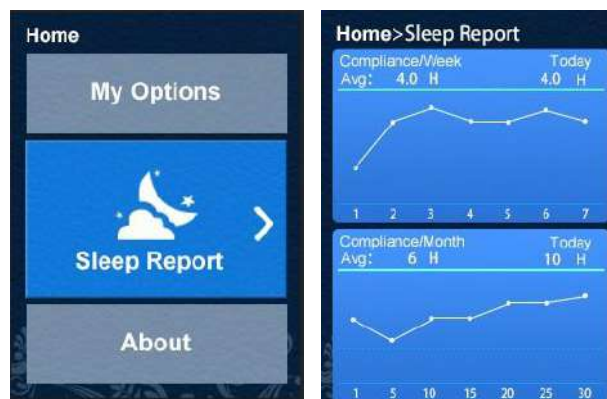 Home
My Options
Sleep Report
About
Home>Sleep Report
Compliance/Week Today
Avg: 4.0 H 4.0 H
1 2 3 4 5 6 7
Compliance/Month Today
Avg: 6 H 10 H
1 5 10 15 20 25 30